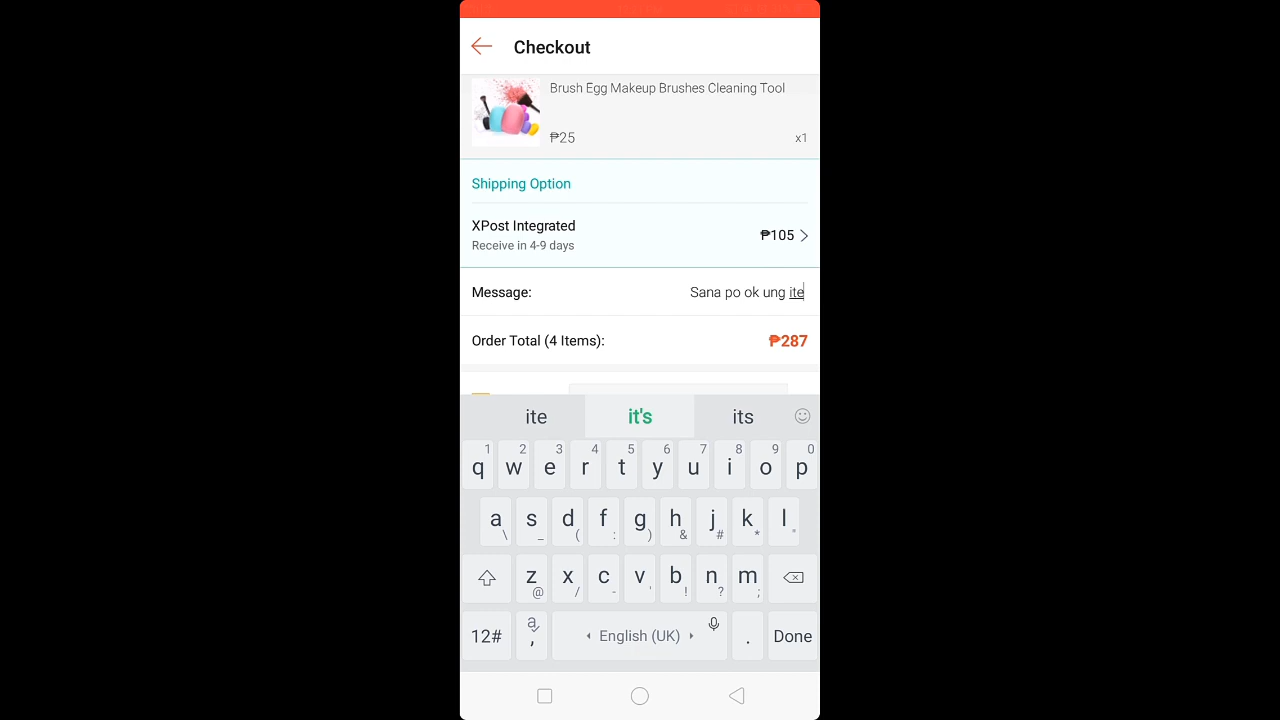 Checkout
Brush Egg Makeup Brushes Cleaning Tool
₱25 x1
Shipping Option
XPost Integrated
₱105
Receive in 4-9 days
Message: Sana po ok ung ite
Order Total (4 Items): ₱287
ite it's its
1 2 3 4 5 6 7 8 9 0
q w e r t y u i o p
a s d f g h j k l
\ _ ( : ) & # * "
z x c v b n m
@ / - ' ! ? ;
12# a , English (UK) . Done